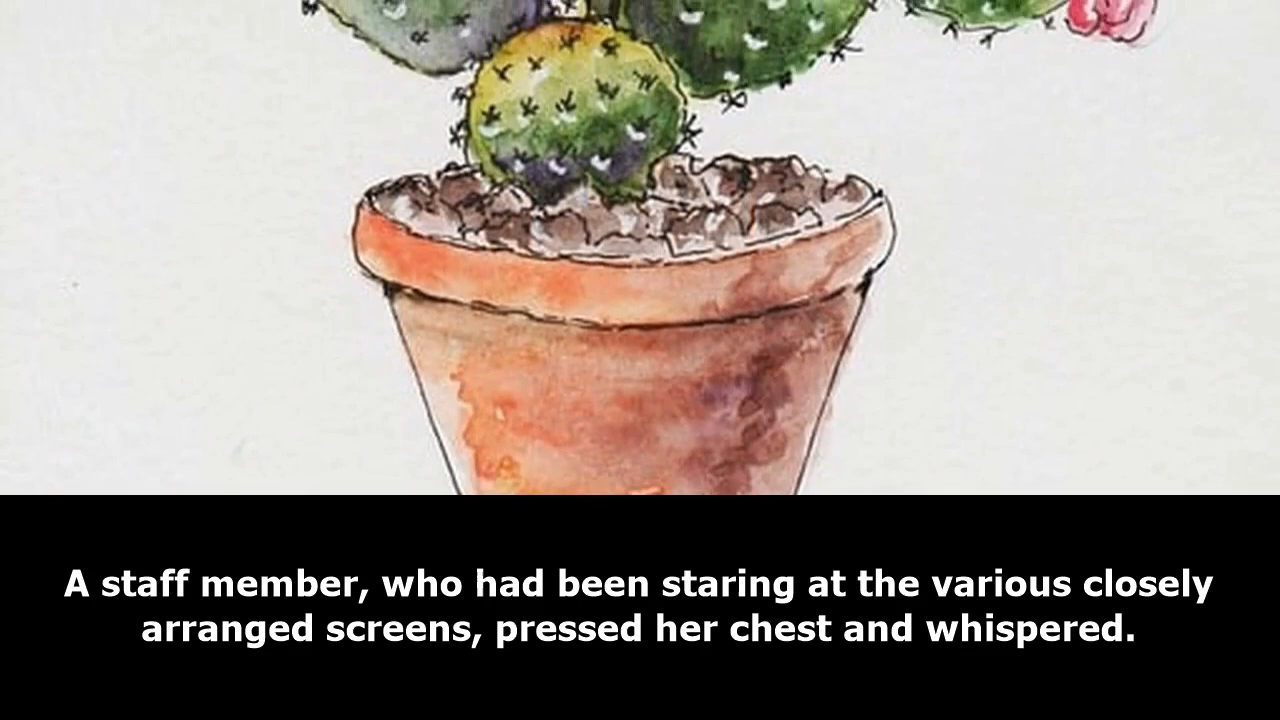 A staff member, who had been staring at the various closely
arranged screens, pressed her chest and whispered.